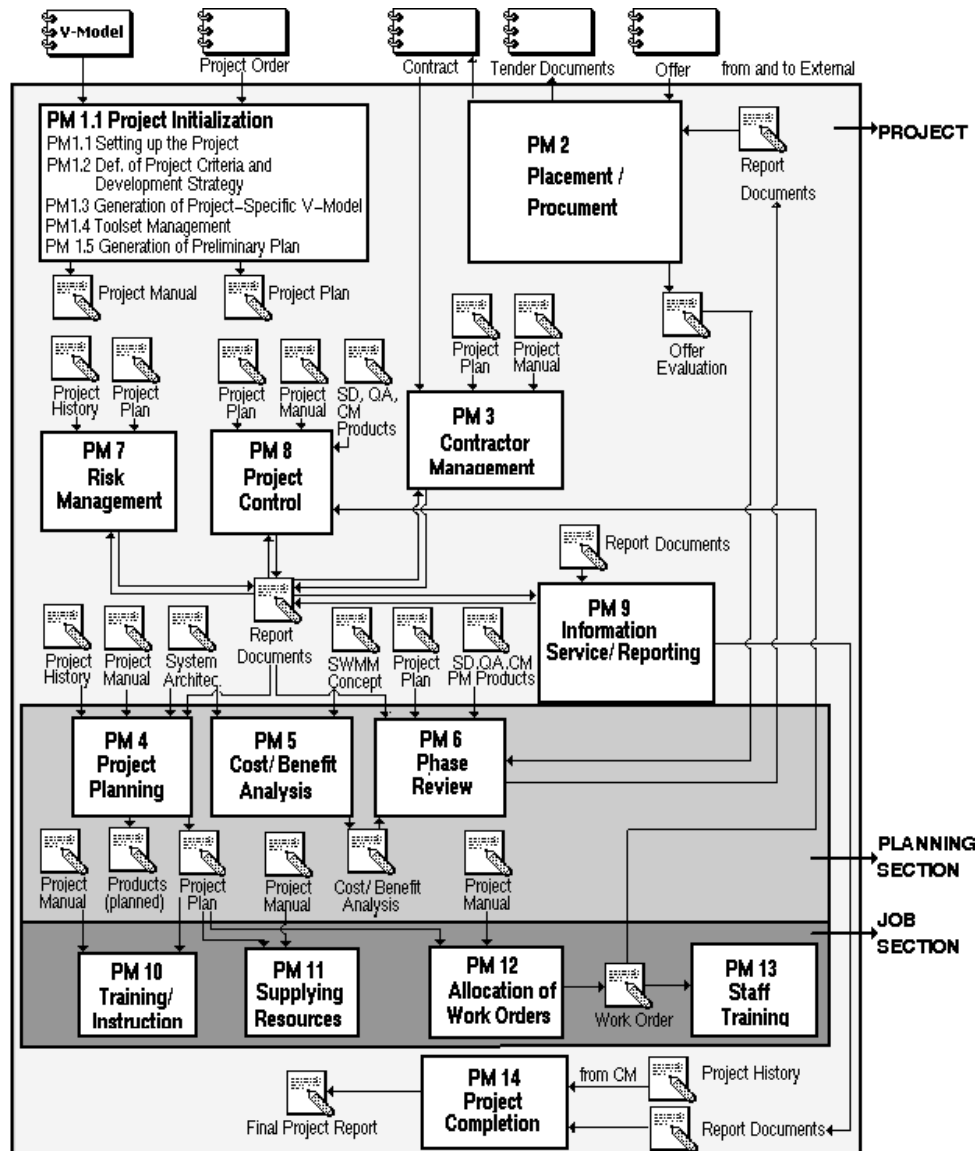 V-Model
Project Order
Contract
Tender Documents
Offer
from and to External
PM 1.1 Project Initialization
PM1.1 Setting up the Project
PM1.2 Def. of Project Criteria and
Development Strategy
PM1.3 Generation of Project-Specific V-Model
PM1.4 Toolset Management
PM 1.5 Generation of Preliminary Plan
PM 2
Placement /
Procument
Report
Documents
PROJECT
Project Manual
Project Plan
Project
Plan
Project
Manual
Offer
Evaluation
Project
History
Project
Plan
Project
Plan
Project
Manual
SD, QA,
CM
Products
PM 7
Risk
Management
PM 8
Project
Control
PM 3
Contractor
Management
Report Documents
Report
Documents
PM 9
Information
Service/ Reporting
Project
History
Project
Manual
System
Architec.
SWMM
Concept
Project
Plan
SD,QA,CM
PM Products
PM 4
Project
Planning
PM 5
Cost/ Benefit
Analysis
PM 6
Phase
Review
Project
Manual
Products
(planned)
Project
Plan
Project
Manual
Cost/ Benefit
Analysis
Project
Manual
PLANNING
SECTION
JOB
SECTION
PM 10
Training/
Instruction
PM 11
Supplying
Resources
PM 12
Allocation of
Work Orders
Work Order
PM 13
Staff
Training
PM 14
Project
Completion
from CM
Project History
Final Project Report
Report Documents